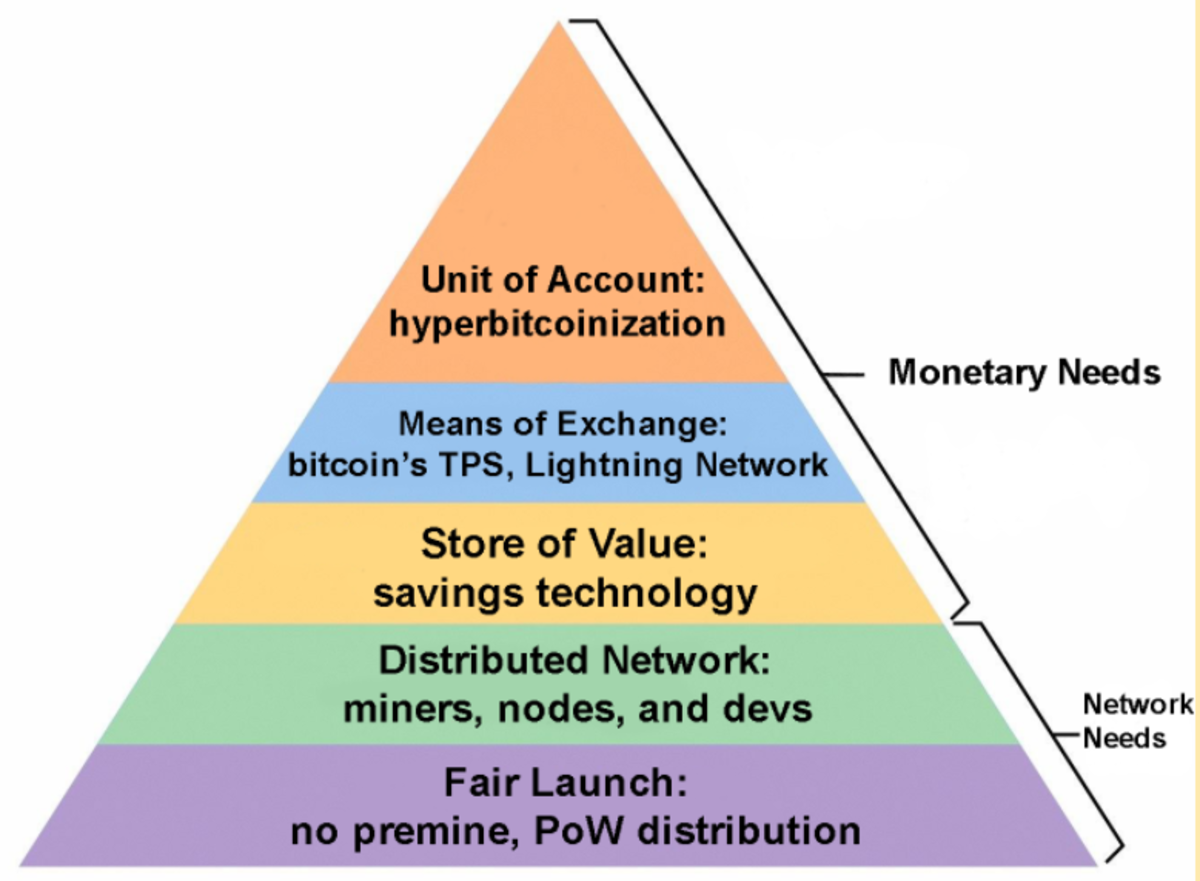 Unit of Account:
hyperbitcoinization
Monetary Needs
Means of Exchange:
bitcoin's TPS, Lightning Network
Store of Value:
savings technology
Distributed Network:
miners, nodes, and devs
Network
Needs
Fair Launch:
no premine, PoW distribution